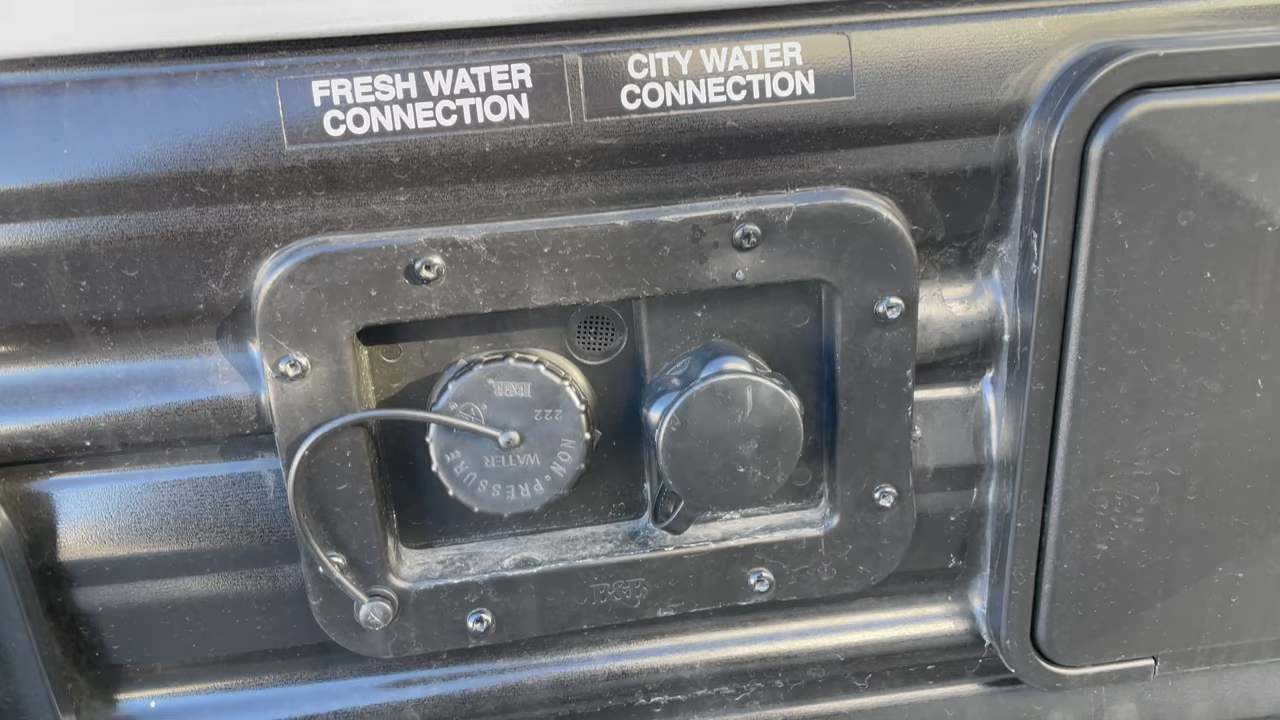 FRESH WATER
CONNECTION
CITY WATER
CONNECTION
222
NON-PRESSURE
WATER